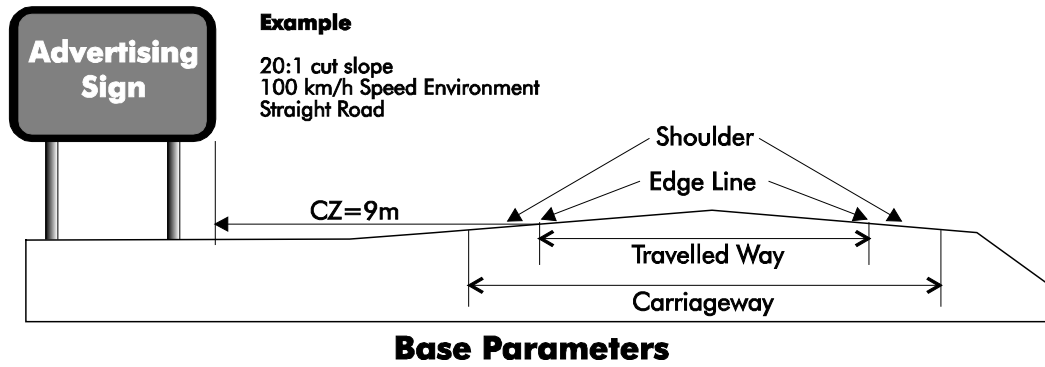 Advertising
Sign
Example
20:1 cut slope
100 km/h Speed Environment
Straight Road
Shoulder
Edge Line
CZ=9m
Travelled Way
Carriageway
Base Parameters